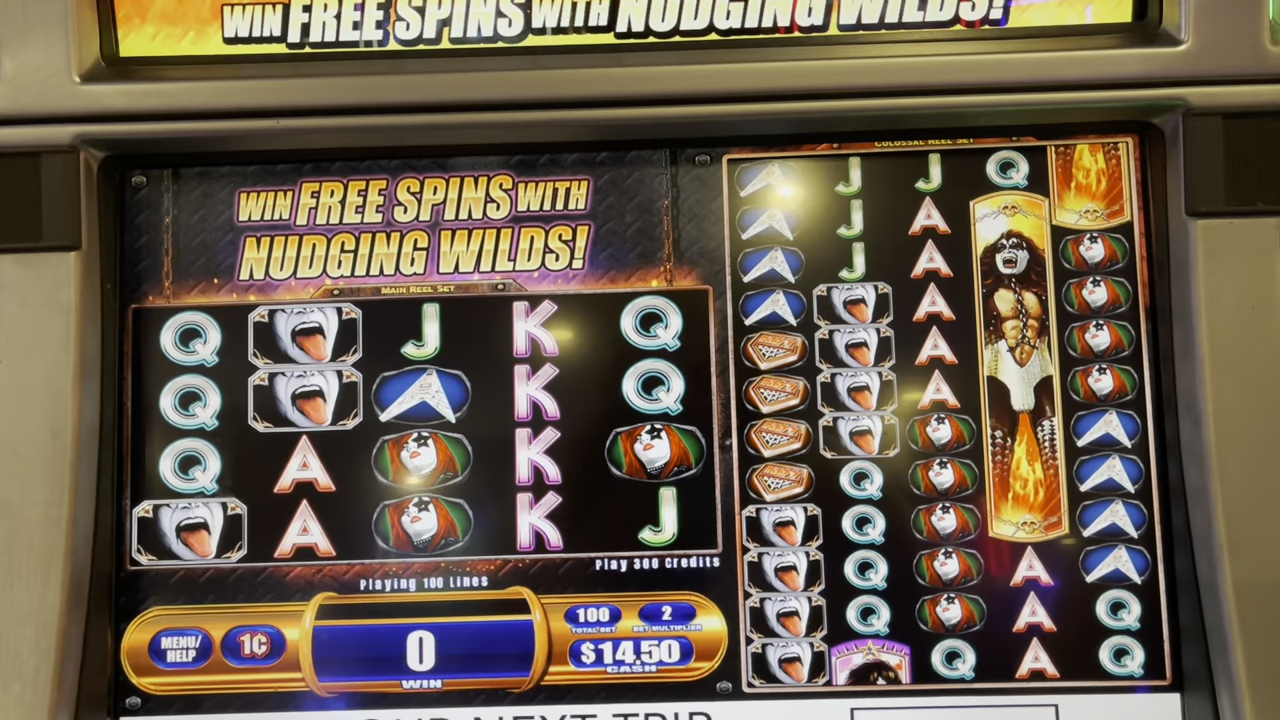 WIN FREE SPINS WITH NUDGING WILDS!
COLOSSAL REEL SET
WIN FREE SPINS WITH
NUDGING WILDS!
MAIN REEL SET
Q J K Q
Q K Q
Q A K
A K J
J J Q
J A
J A
A
A
A
Q
Q
Q A
Q A Q
Q A Q
Play 300 Credits
Playing 100 Lines
MENU/
HELP
1¢
0
WIN
100
TOTAL BET
2
BET MULTIPLIER
$14.50
CASH
NEXT TRIP